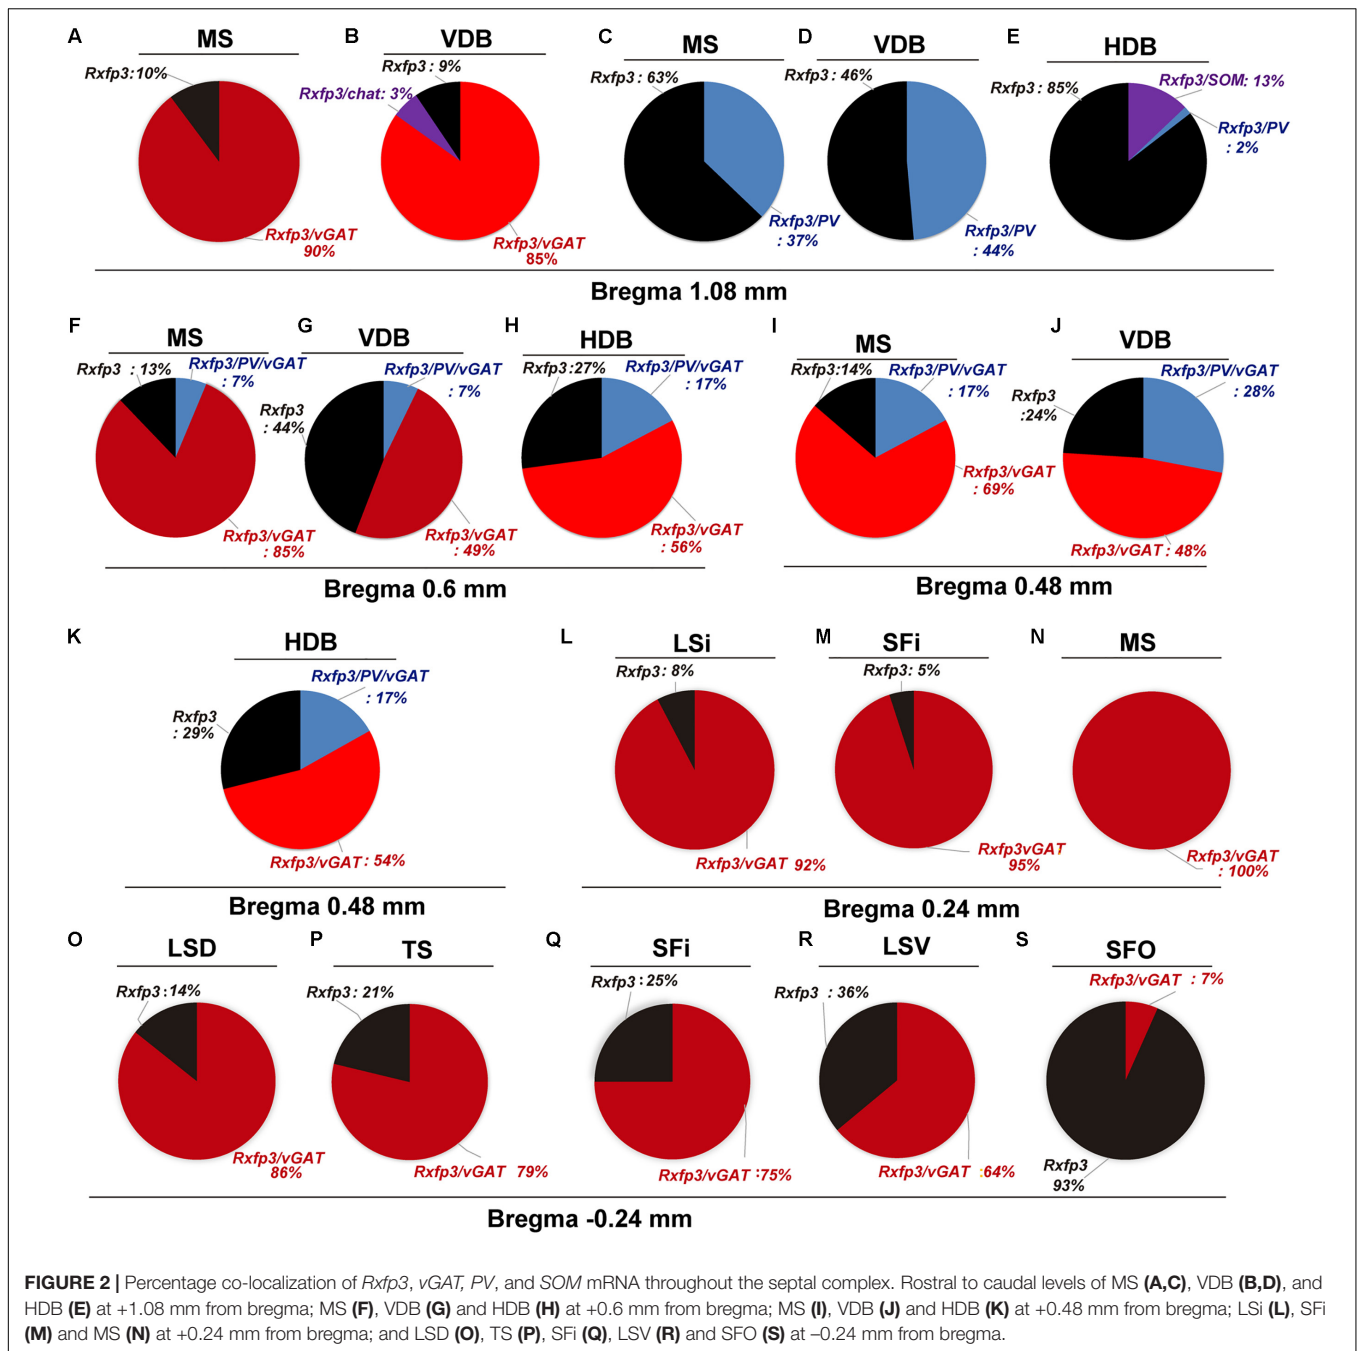 A MS
Rxfp3:10%
Rxfp3/vGAT
90%
B VDB
Rxfp3 : 9%
Rxfp3/chat: 3%
Rxfp3/vGAT
85%
C MS
Rxfp3 : 63%
Rxfp3/PV
: 37%
D VDB
Rxfp3 : 46%
Rxfp3/PV
: 44%
E HDB
Rxfp3 : 85%
Rxfp3/SOM: 13%
Rxfp3/PV
: 2%
Bregma 1.08 mm
F MS
Rxfp3 : 13%
Rxfp3/PV/vGAT
: 7%
Rxfp3/vGAT
: 85%
G VDB
Rxfp3/PV/vGAT
: 7%
Rxfp3
: 44%
Rxfp3/vGAT
: 49%
H HDB
Rxfp3:27%
Rxfp3/PV/vGAT
: 17%
Rxfp3/vGAT
: 56%
Bregma 0.6 mm
I MS
Rxfp3:14%
Rxfp3/PV/vGAT
: 17%
Rxfp3/vGAT
: 69%
J VDB
Rxfp3/PV/vGAT
: 28%
Rxfp3
:24%
Rxfp3/vGAT : 48%
Bregma 0.48 mm
K HDB
Rxfp3/PV/vGAT
: 17%
Rxfp3
: 29%
Rxfp3/vGAT : 54%
Bregma 0.48 mm
L LSi
Rxfp3 : 8%
Rxfp3/vGAT 92%
M SFi
Rxfp3: 5%
Rxfp3vGAT
95%
N MS
Rxfp3/vGAT
: 100%
Bregma 0.24 mm
O LSD
Rxfp3 :14%
Rxfp3/vGAT
86%
P TS
Rxfp3 : 21%
Rxfp3/vGAT 79%
Q SFi
Rxfp3 : 25%
Rxfp3/vGAT :75%
R LSV
Rxfp3 : 36%
Rxfp3/vGAT :64%
S SFO
Rxfp3/vGAT : 7%
Rxfp3
93%
Bregma -0.24 mm
FIGURE 2 | Percentage co-localization of Rxfp3, vGAT, PV, and SOM mRNA throughout the septal complex. Rostral to caudal levels of MS (A,C), VDB (B,D), and
HDB (E) at +1.08 mm from bregma; MS (F), VDB (G) and HDB (H) at +0.6 mm from bregma; MS (I), VDB (J) and HDB (K) at +0.48 mm from bregma; LSi (L), SFi
(M) and MS (N) at +0.24 mm from bregma; and LSD (O), TS (P), SFi (Q), LSV (R) and SFO (S) at –0.24 mm from bregma.